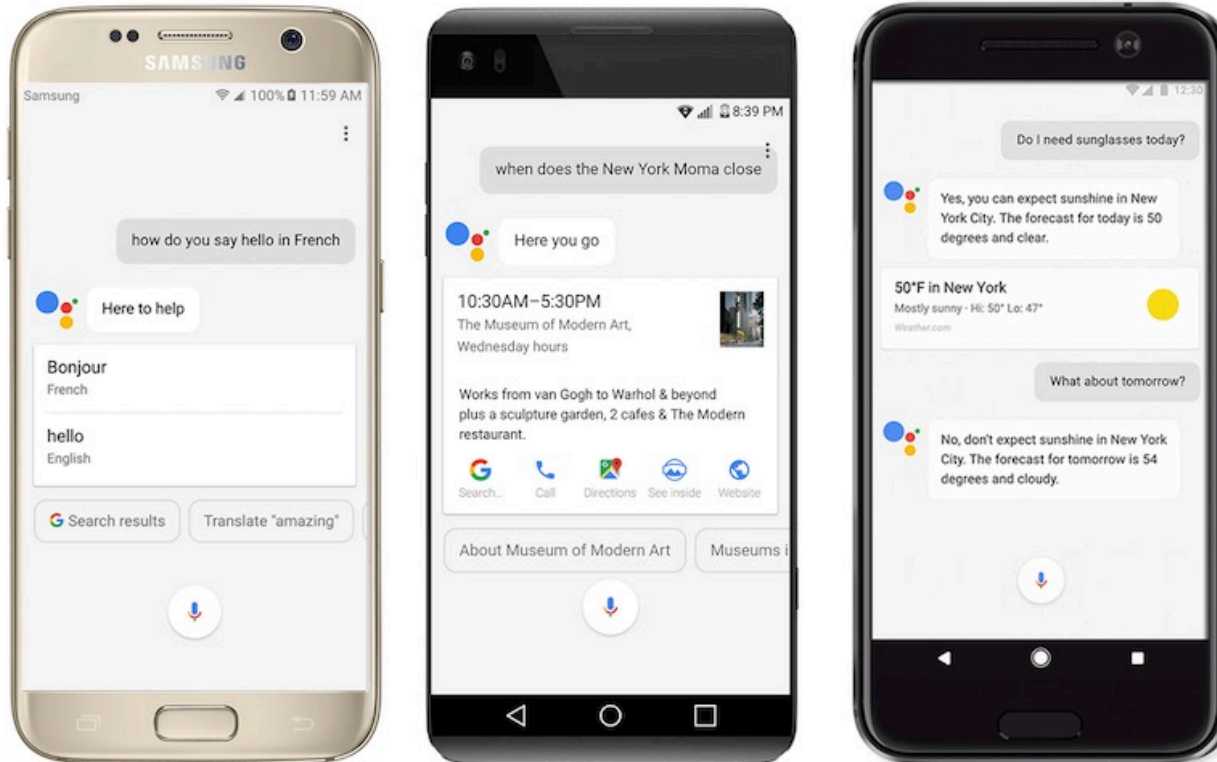 SAMSUNG
Samsung
100% 11:59 AM
how do you say hello in French
Here to help
Bonjour
French
hello
English
G Search results
Translate "amazing"
8:39 PM
when does the New York Moma close
Here you go
10:30AM–5:30PM
The Museum of Modern Art,
Wednesday hours
Works from van Gogh to Warhol & beyond
plus a sculpture garden, 2 cafes & The Modern
restaurant.
G
Search...
Call
Directions
See inside
Website
About Museum of Modern Art
Museums i
12:30
Do I need sunglasses today?
Yes, you can expect sunshine in New
York City. The forecast for today is 50
degrees and clear.
50°F in New York
Mostly sunny - Hi: 50° Lo: 47°
Weather.com
What about tomorrow?
No, don't expect sunshine in New York
City. The forecast for tomorrow is 54
degrees and cloudy.